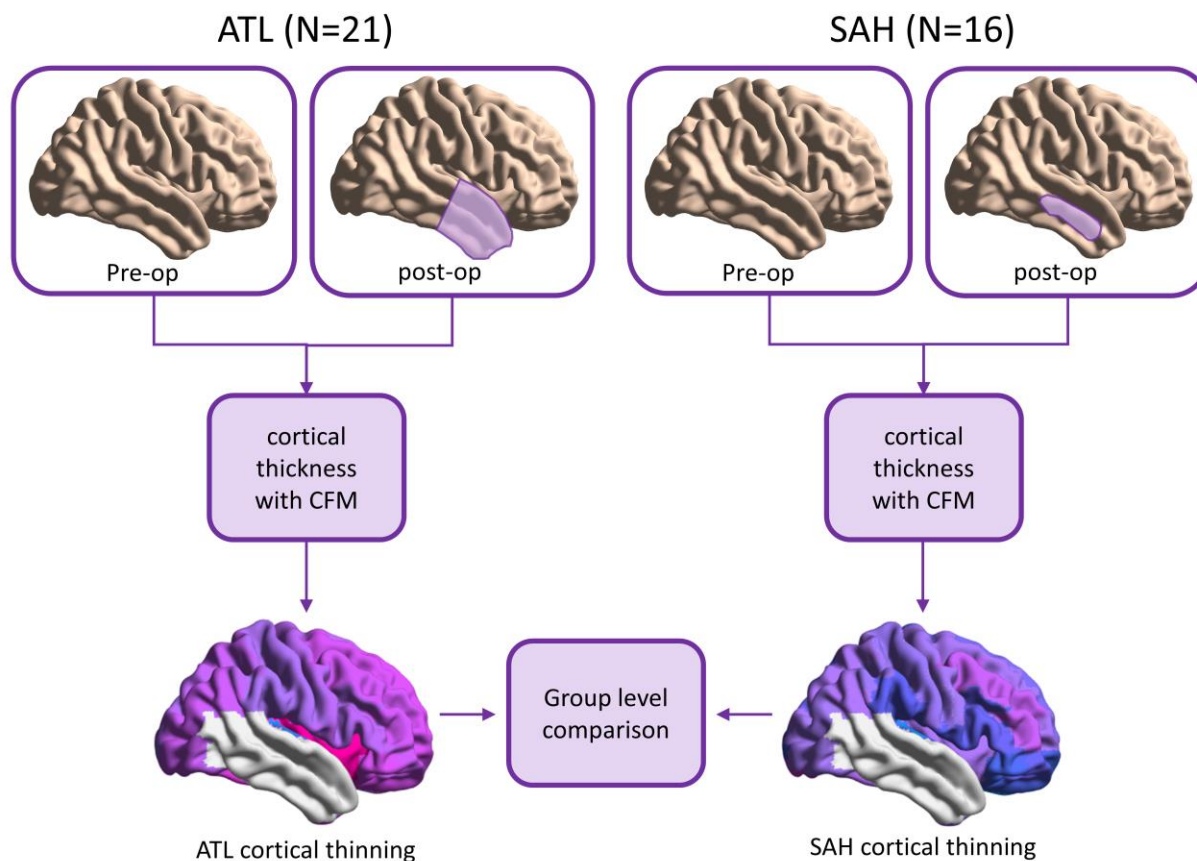 ATL (N=21)
SAH (N=16)
Pre-op
post-op
Pre-op
post-op
cortical
thickness
with CFM
cortical
thickness
with CFM
Group level
comparison
ATL cortical thinning
SAH cortical thinning